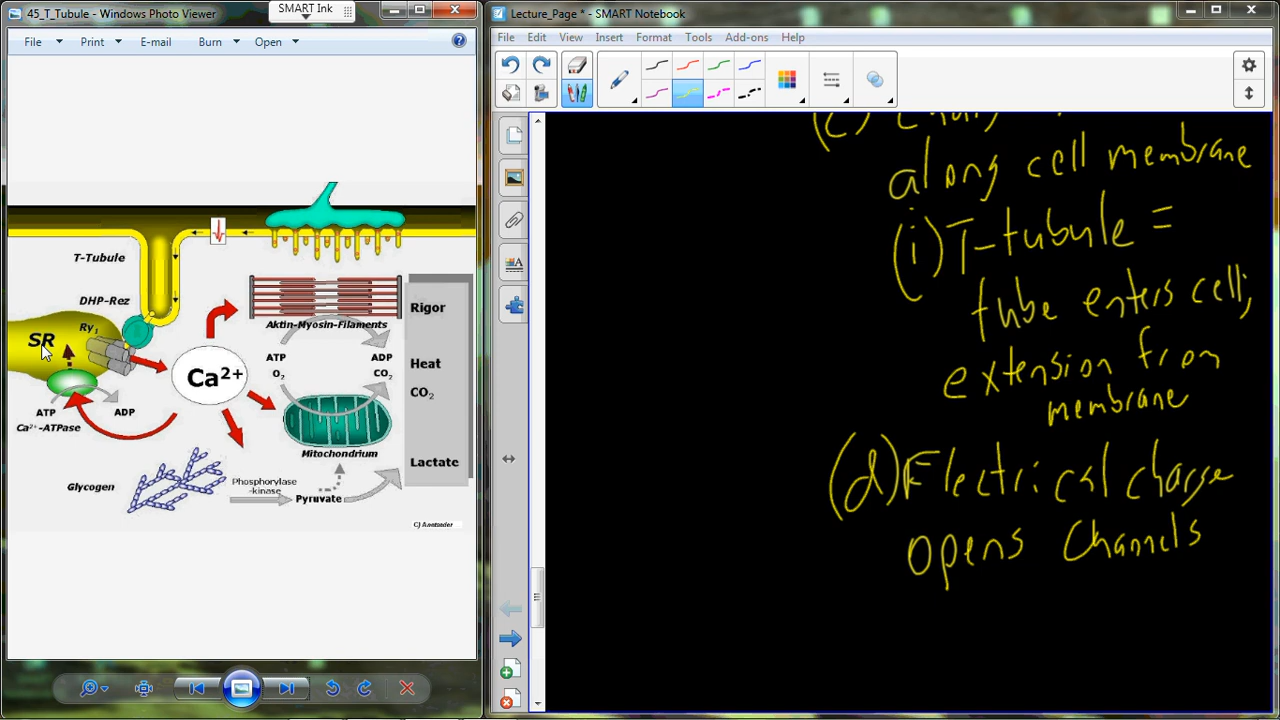 45_T_Tubule - Windows Photo Viewer
SMART Ink
File Print E-mail Burn Open
T-Tubule
DHP-Rez
Ry1
SR
Ca2+
ATP
ADP
Ca2+-ATPase
Aktin-Myosin-Filaments
ATP
O2
ADP
CO2
Mitochondrium
Glycogen
Phosphorylase
-kinase
Pyruvate
Rigor
Heat
CO2
Lactate
Lecture_Page * - SMART Notebook
File Edit View Insert Format Tools Add-ons Help
along cell membrane
(i) T-tubule =
tube enters cell;
extension from
membrane
(d) Electrical charge
opens channels